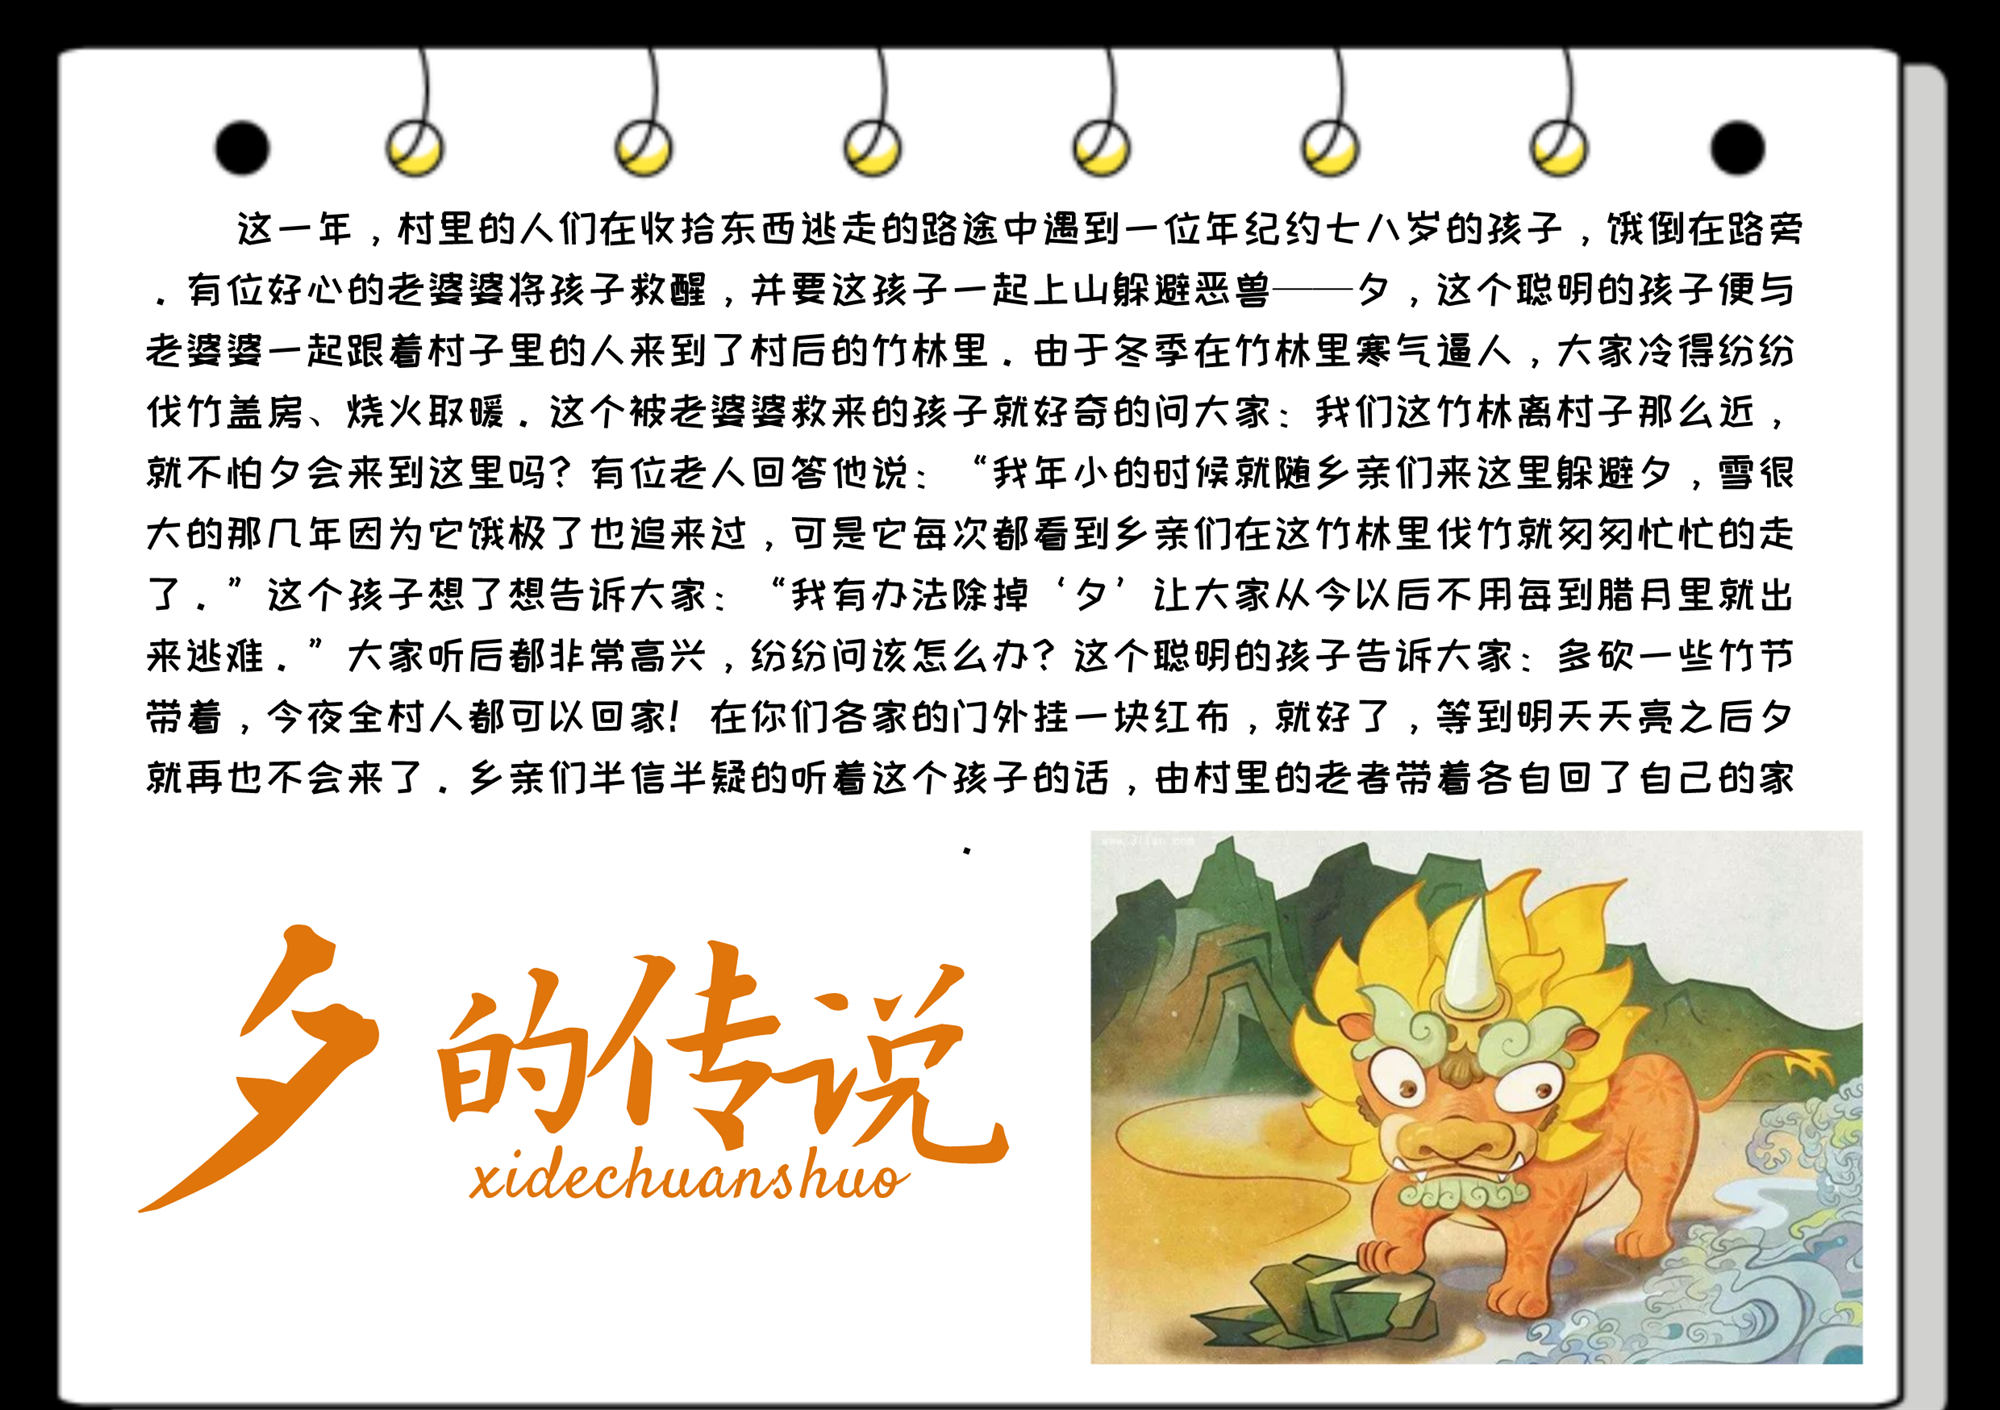 这一年，村里的人们在收拾东西逃走的路途中遇到一位年纪约七八岁的孩子，饿倒在路旁
．有位好心的老婆婆将孩子救醒，并要这孩子一起上山躲避恶兽——夕，这个聪明的孩子便与
老婆婆一起跟着村子里的人来到了村后的竹林里．由于冬季在竹林里寒气逼人，大家冷得纷纷
伐竹盖房、烧火取暖．这个被老婆婆救来的孩子就好奇的问大家：我们这竹林离村子那么近，
就不怕夕会来到这里吗？有位老人回答他说：“我年小的时候就随乡亲们来这里躲避夕，雪很
大的那几年因为它饿极了也追来过，可是它每次都看到乡亲们在这竹林里伐竹就匆匆忙忙的走
了．”这个孩子想了想告诉大家：“我有办法除掉‘夕’让大家从今以后不用每到腊月里就出
来逃难．”大家听后都非常高兴，纷纷问该怎么办？这个聪明的孩子告诉大家：多砍一些竹节
带着，今夜全村人都可以回家！在你们各家的门外挂一块红布，就好了，等到明天天亮之后夕
就再也不会来了．乡亲们半信半疑的听着这个孩子的话，由村里的老者带着各自回了自己的家
．
夕的传说
xidechuanshuo